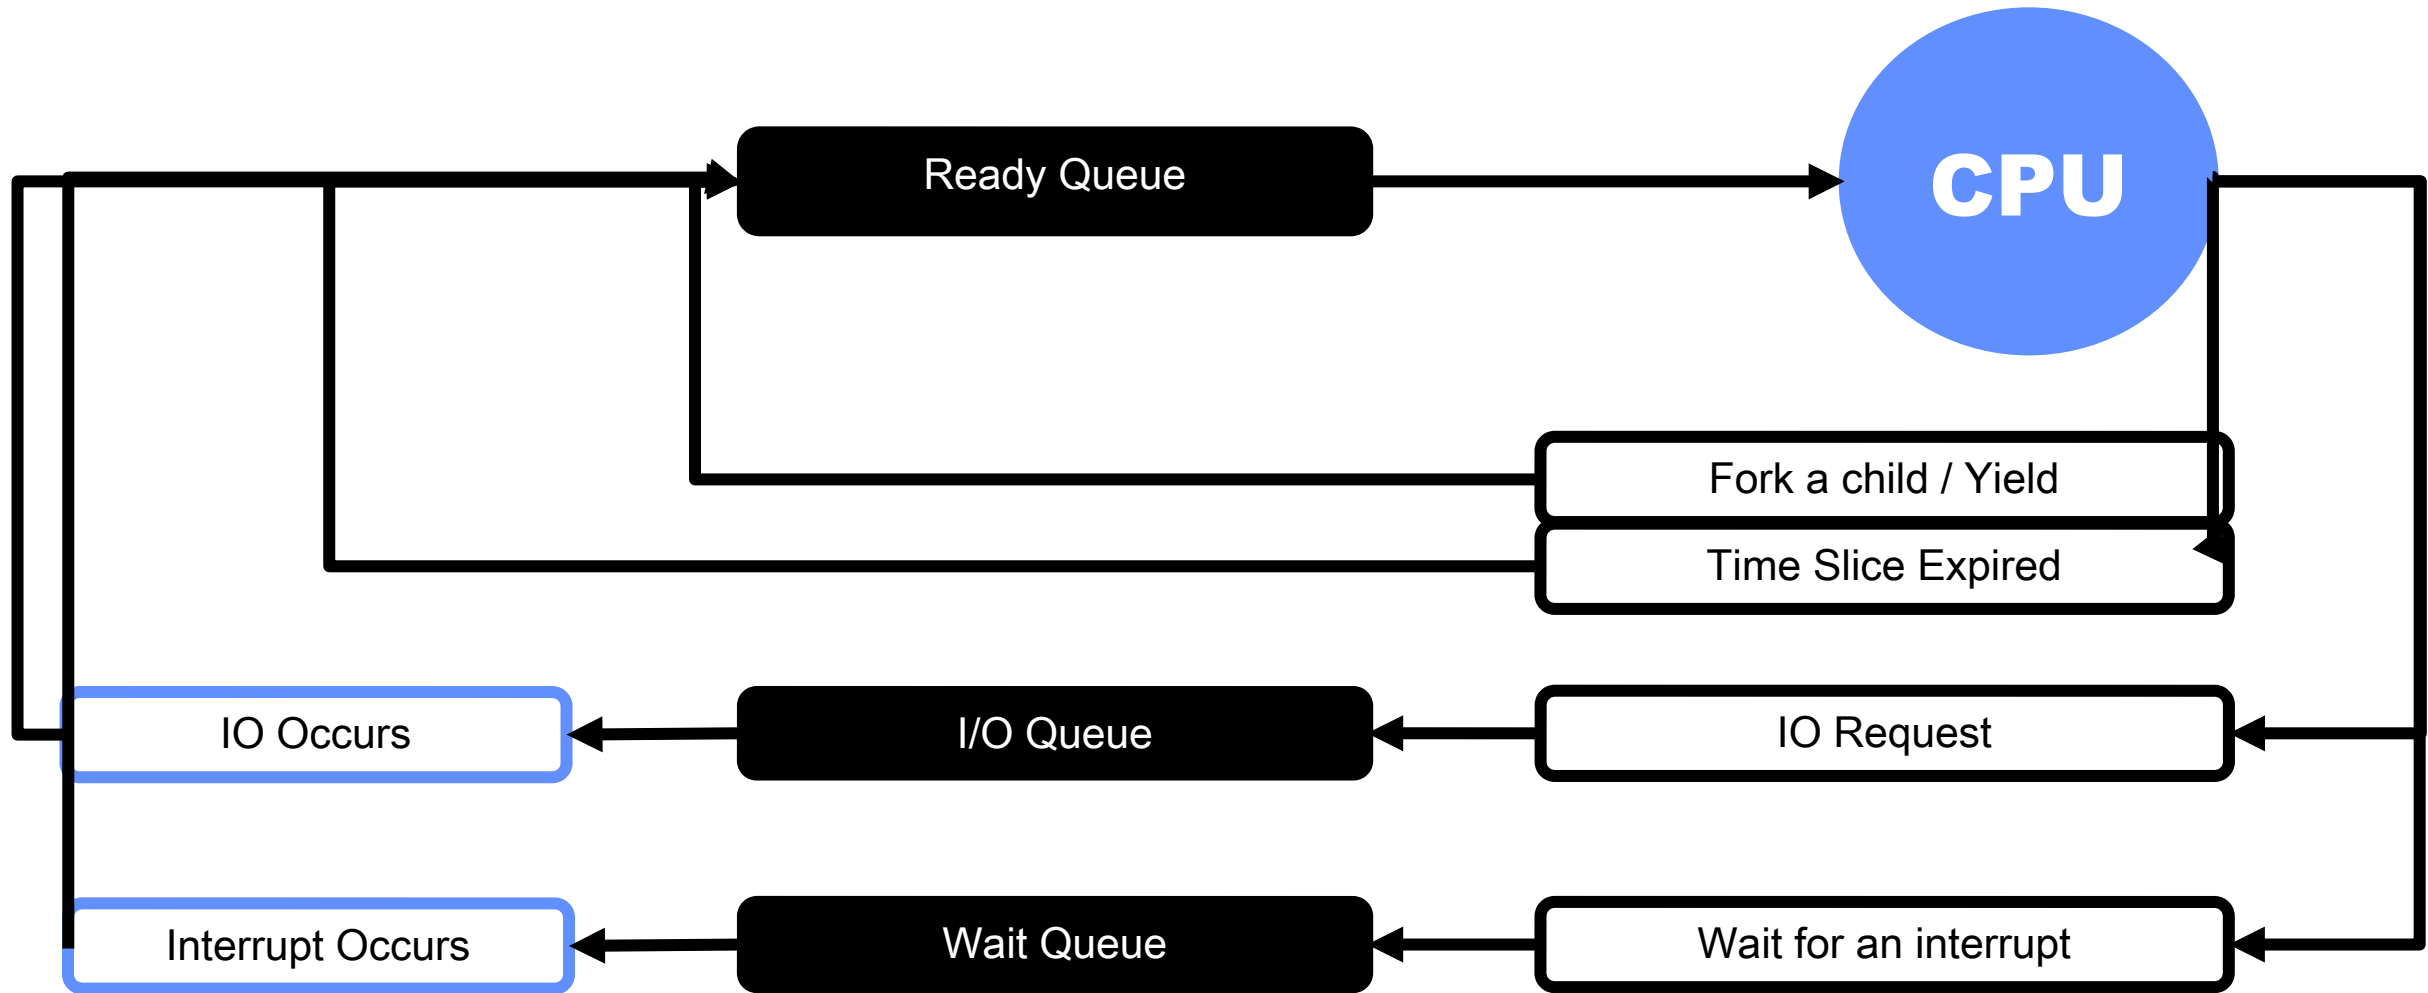 Ready Queue
CPU
Fork a child / Yield
Time Slice Expired
IO Occurs
I/O Queue
IO Request
Interrupt Occurs
Wait Queue
Wait for an interrupt